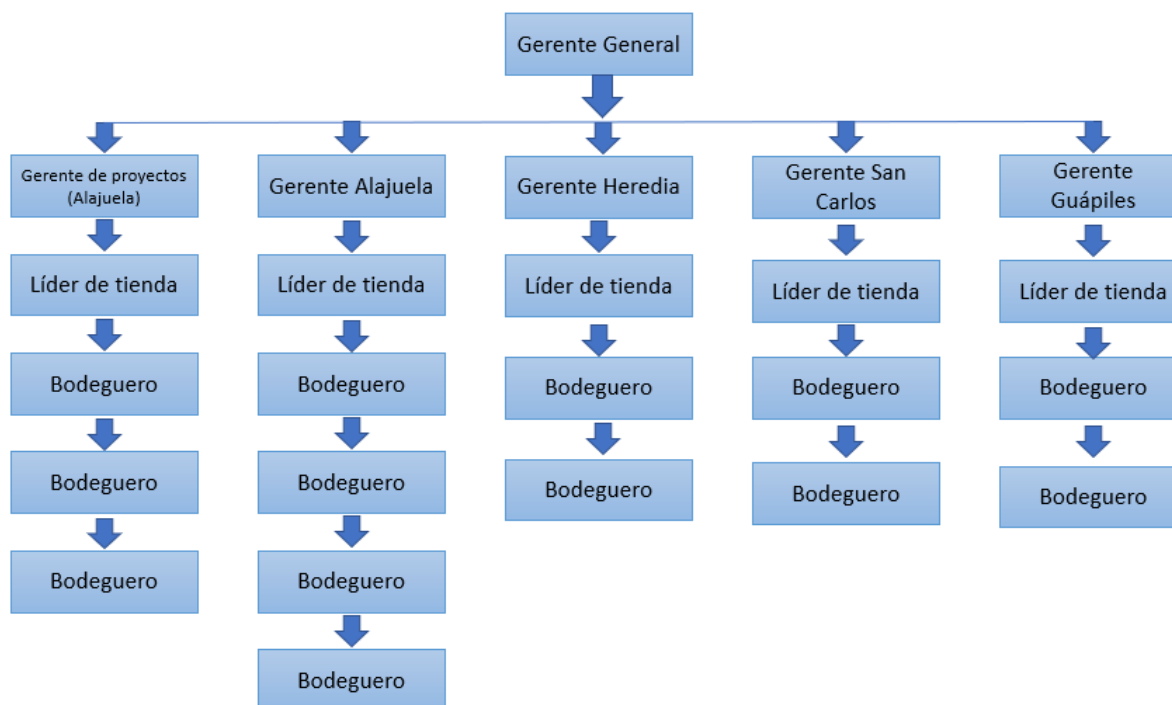 Gerente General
Gerente de proyectos
(Alajuela)
Gerente Alajuela
Gerente Heredia
Gerente San
Carlos
Gerente
Guápiles
Líder de tienda
Líder de tienda
Líder de tienda
Líder de tienda
Líder de tienda
Bodeguero
Bodeguero
Bodeguero
Bodeguero
Bodeguero
Bodeguero
Bodeguero
Bodeguero
Bodeguero
Bodeguero
Bodeguero
Bodeguero
Bodeguero